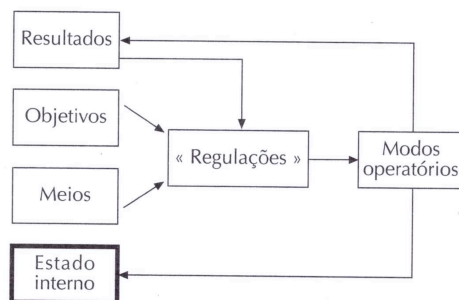 Resultados
Objetivos
« Regulações »
Modos
operatórios
Meios
Estado
interno